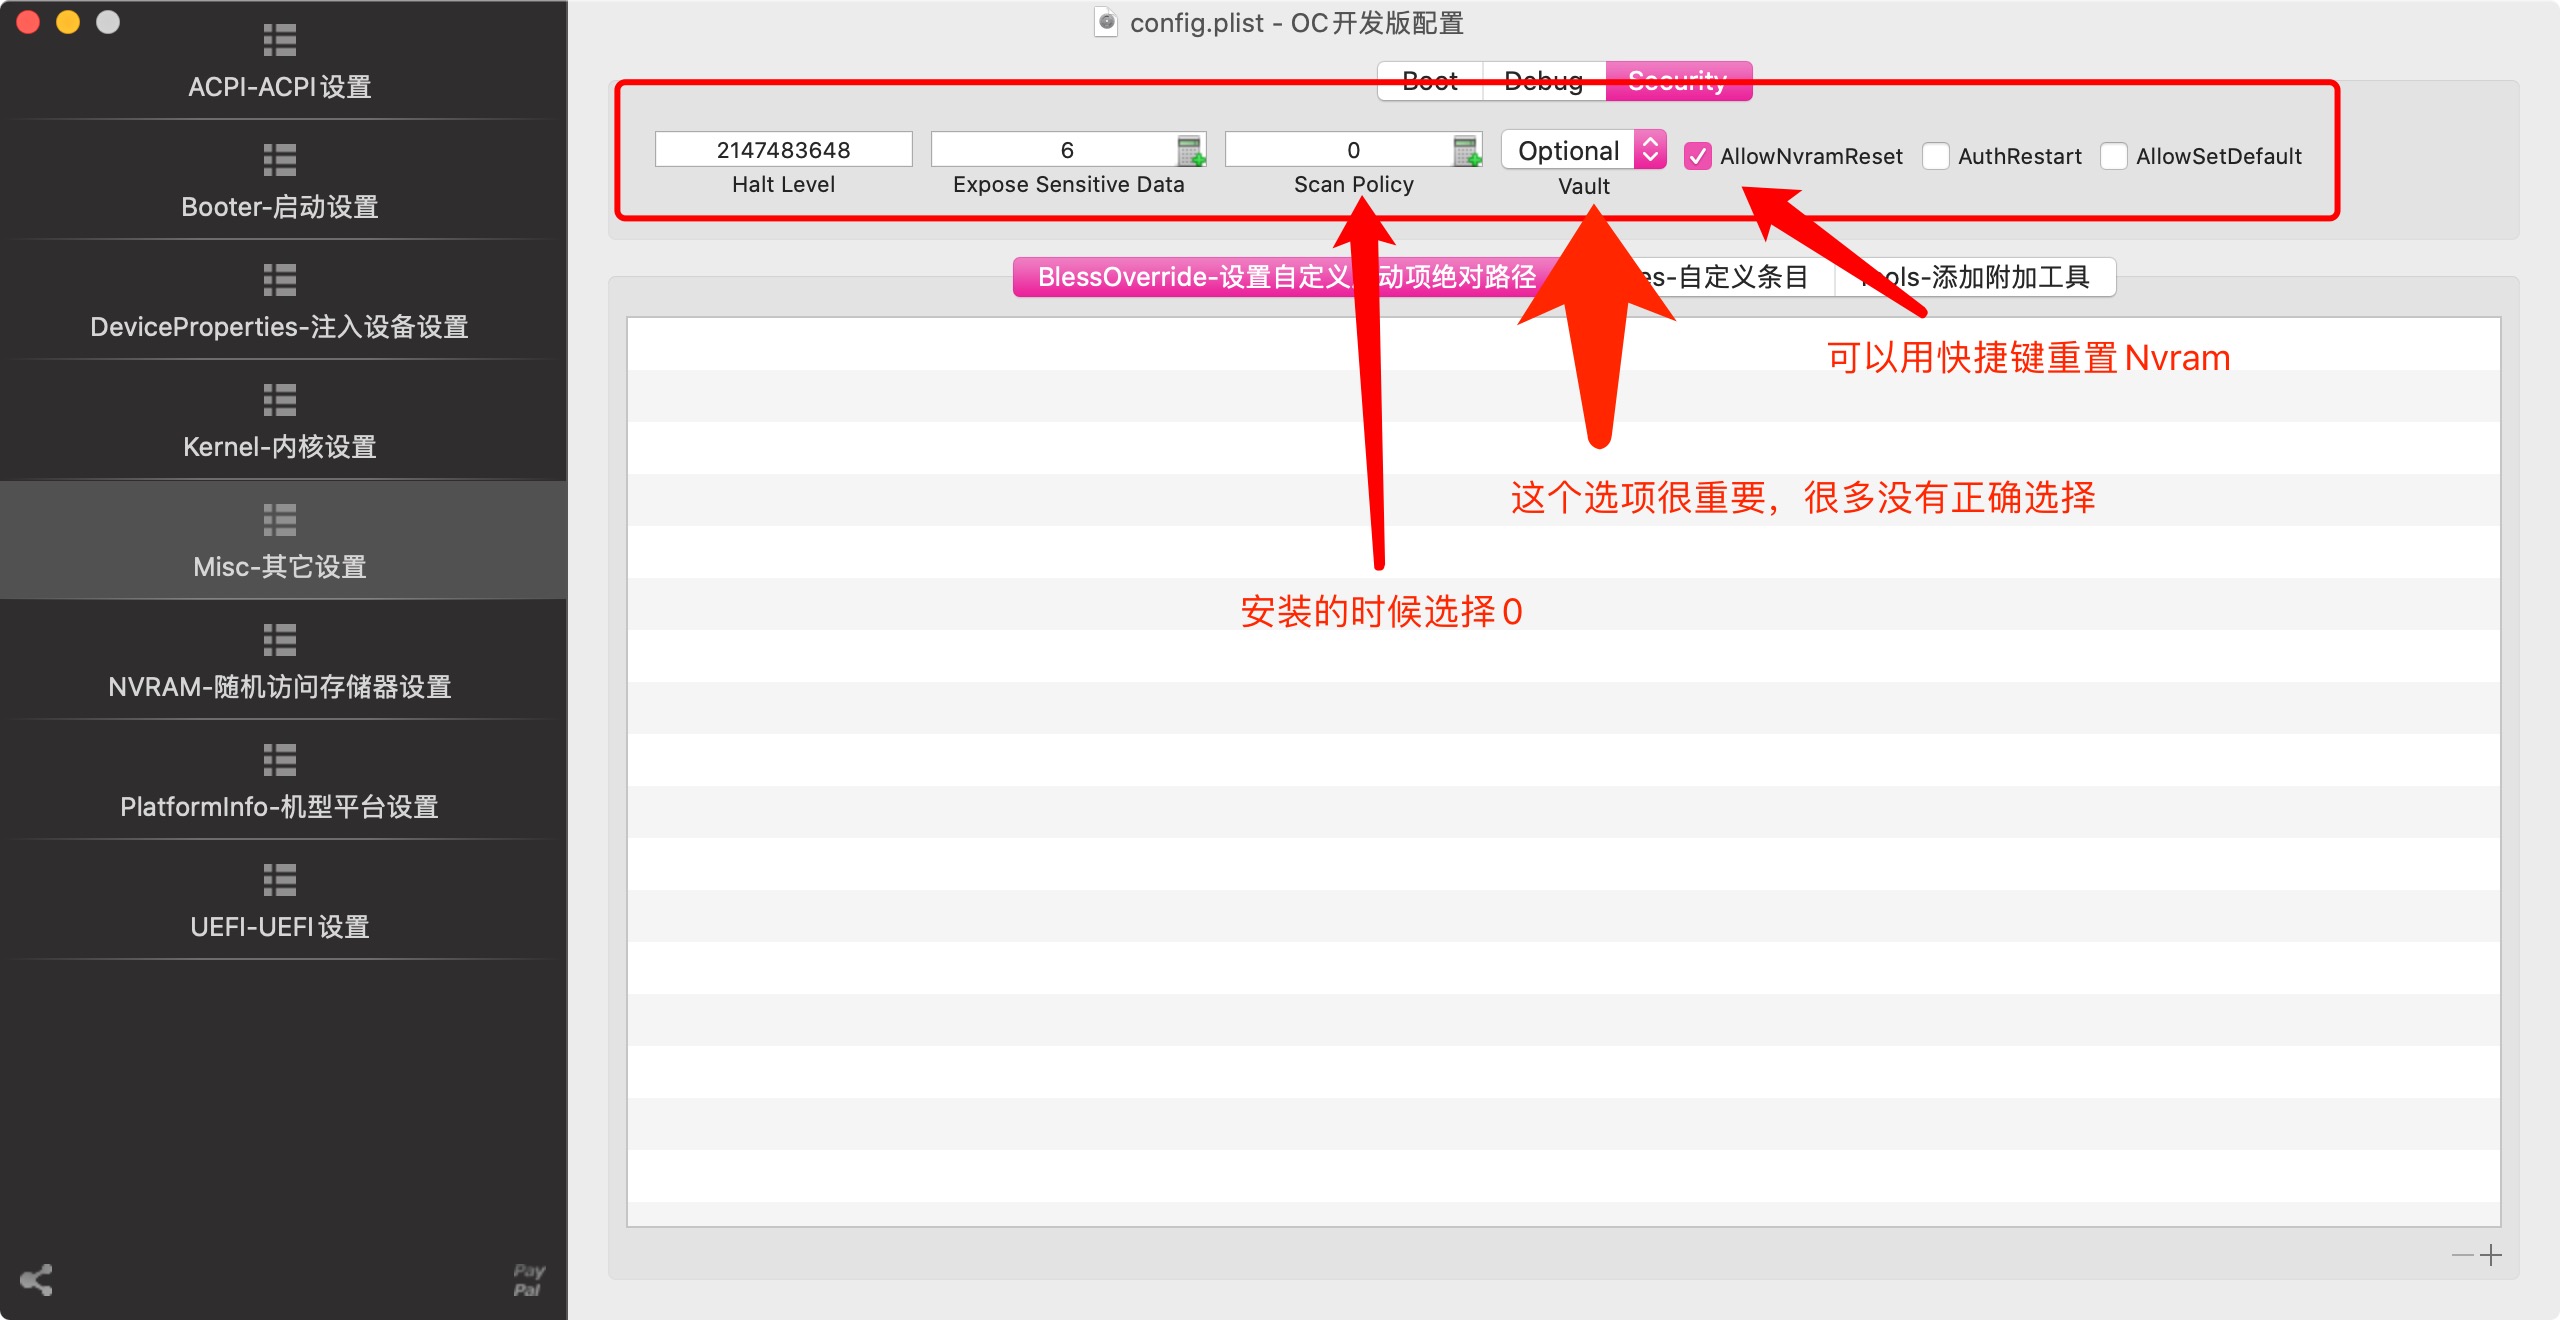 config.plist - OC开发版配置
ACPI-ACPI设置
Booter-启动设置
DeviceProperties-注入设备设置
Kernel-内核设置
Misc-其它设置
NVRAM-随机访问存储器设置
PlatformInfo-机型平台设置
UEFI-UEFI设置
Pay
Pal
Boot Debug Security
2147483648 6 0 Optional AllowNvramReset AuthRestart AllowSetDefault
Halt Level Expose Sensitive Data Scan Policy Vault
BlessOverride-设置自定义 动项绝对路径 es-自定义条目 ols-添加附加工具
可以用快捷键重置Nvram
这个选项很重要，很多没有正确选择
安装的时候选择0